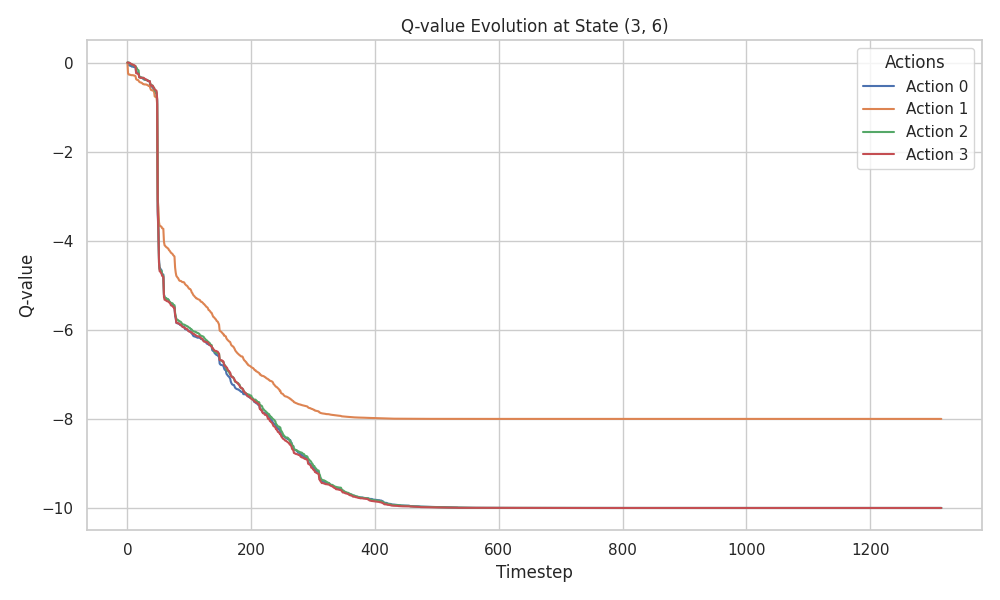 Q-value Evolution at State (3, 6)
Actions
Action 0
Action 1
Action 2
Action 3
Q-value
0
−2
−4
−6
−8
−10
0 200 400 600 800 1000 1200
Timestep